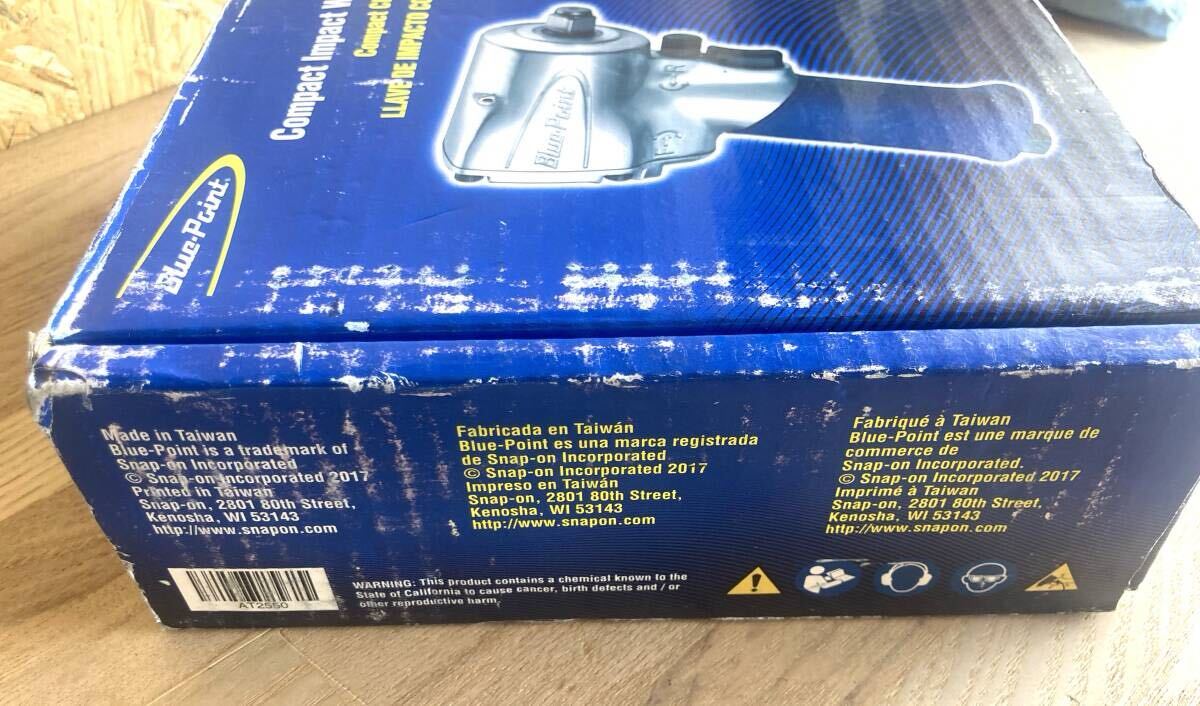 Compact Impact
Compact
LLAVE DE IMPACTO
Blue-Point
Blue-Point
F
R
Made in Taiwan
Blue-Point is a trademark of
Snap-on Incorporated
© Snap-on Incorporated 2017
Printed in Taiwan
Snap-on, 2801 80th Street,
Kenosha, WI 53143
http://www.snapon.com
Fabricada en Taiwán
Blue-Point es una marca registrada
de Snap-on Incorporated
© Snap-on Incorporated 2017
Impreso en Taiwán
Snap-on, 2801 80th Street,
Kenosha, WI 53143
http://www.snapon.com
Fabriqué à Taiwan
Blue-Point est une marque de
commerce de
Snap-on Incorporated.
© Snap-on Incorporated 2017
Imprimé à Taiwan
Snap-on, 2801 80th Street,
Kenosha, WI 53143
http://www.snapon.com
AT2550
WARNING: This product contains a chemical known to the
State of California to cause cancer, birth defects and / or
other reproductive harm.